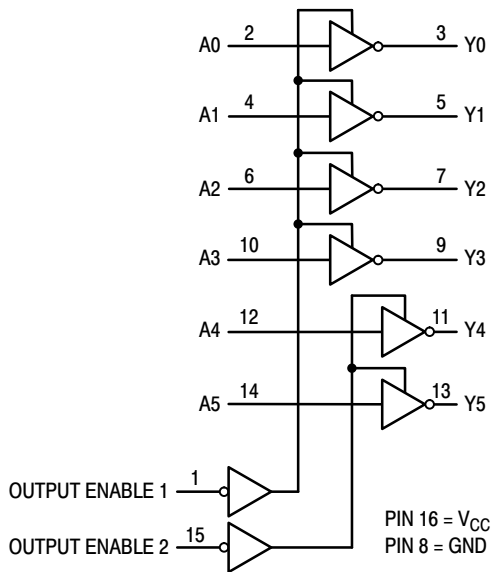 A0 2 3 Y0
A1 4 5 Y1
A2 6 7 Y2
A3 10 9 Y3
A4 12 11 Y4
A5 14 13 Y5
OUTPUT ENABLE 1 1
OUTPUT ENABLE 2 15
PIN 16 = VCC
PIN 8 = GND